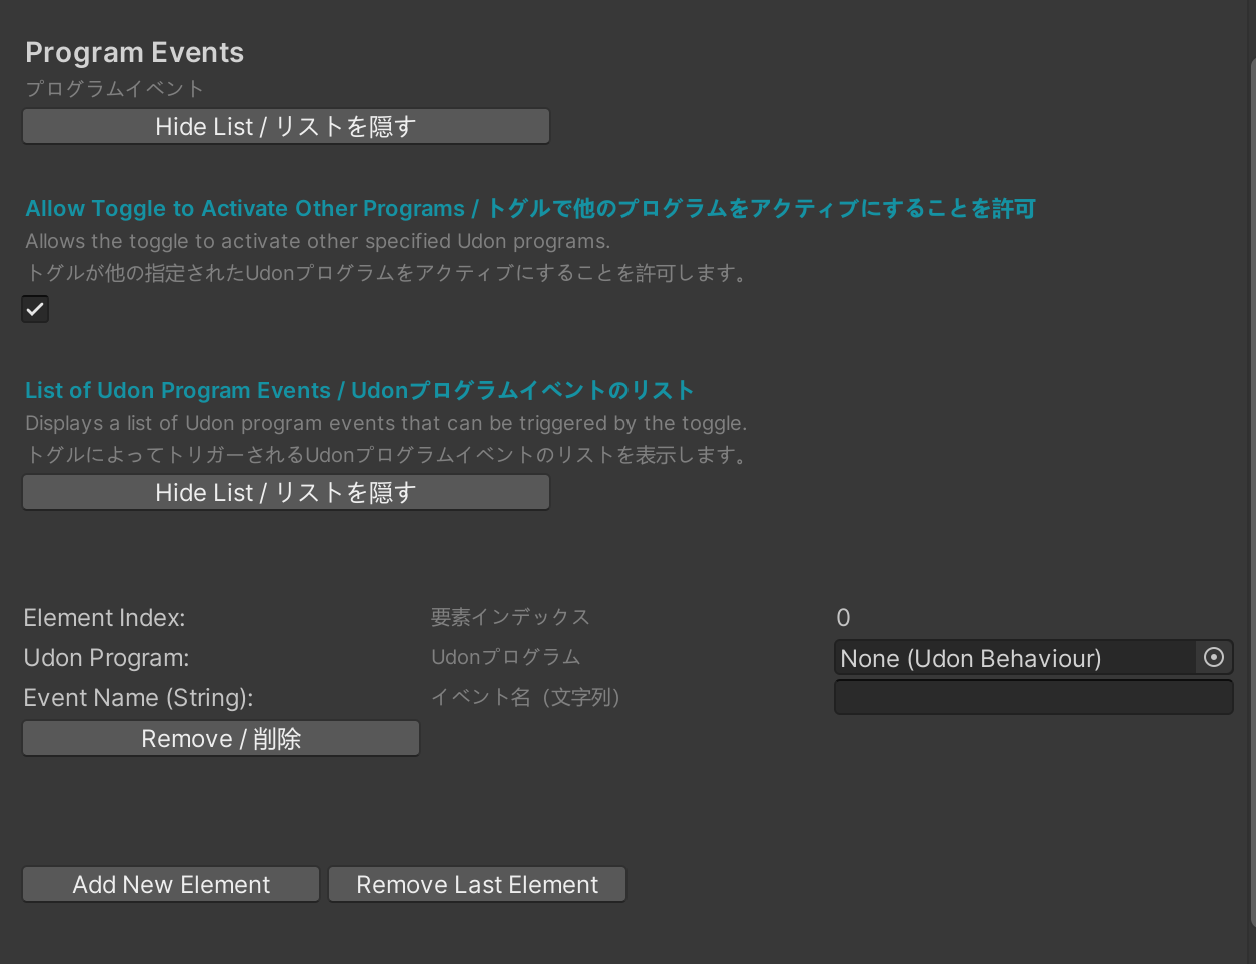 Program Events
プログラムイベント
Hide List / リストを隠す
Allow Toggle to Activate Other Programs / トグルで他のプログラムをアクティブにすることを許可
Allows the toggle to activate other specified Udon programs.
トグルが他の指定されたUdonプログラムをアクティブにすることを許可します。
List of Udon Program Events / Udonプログラムイベントのリスト
Displays a list of Udon program events that can be triggered by the toggle.
トグルによってトリガーされるUdonプログラムイベントのリストを表示します。
Hide List / リストを隠す
Element Index: 要素インデックス 0
Udon Program: Udonプログラム None (Udon Behaviour)
Event Name (String): イベント名（文字列）
Remove / 削除
Add New Element Remove Last Element